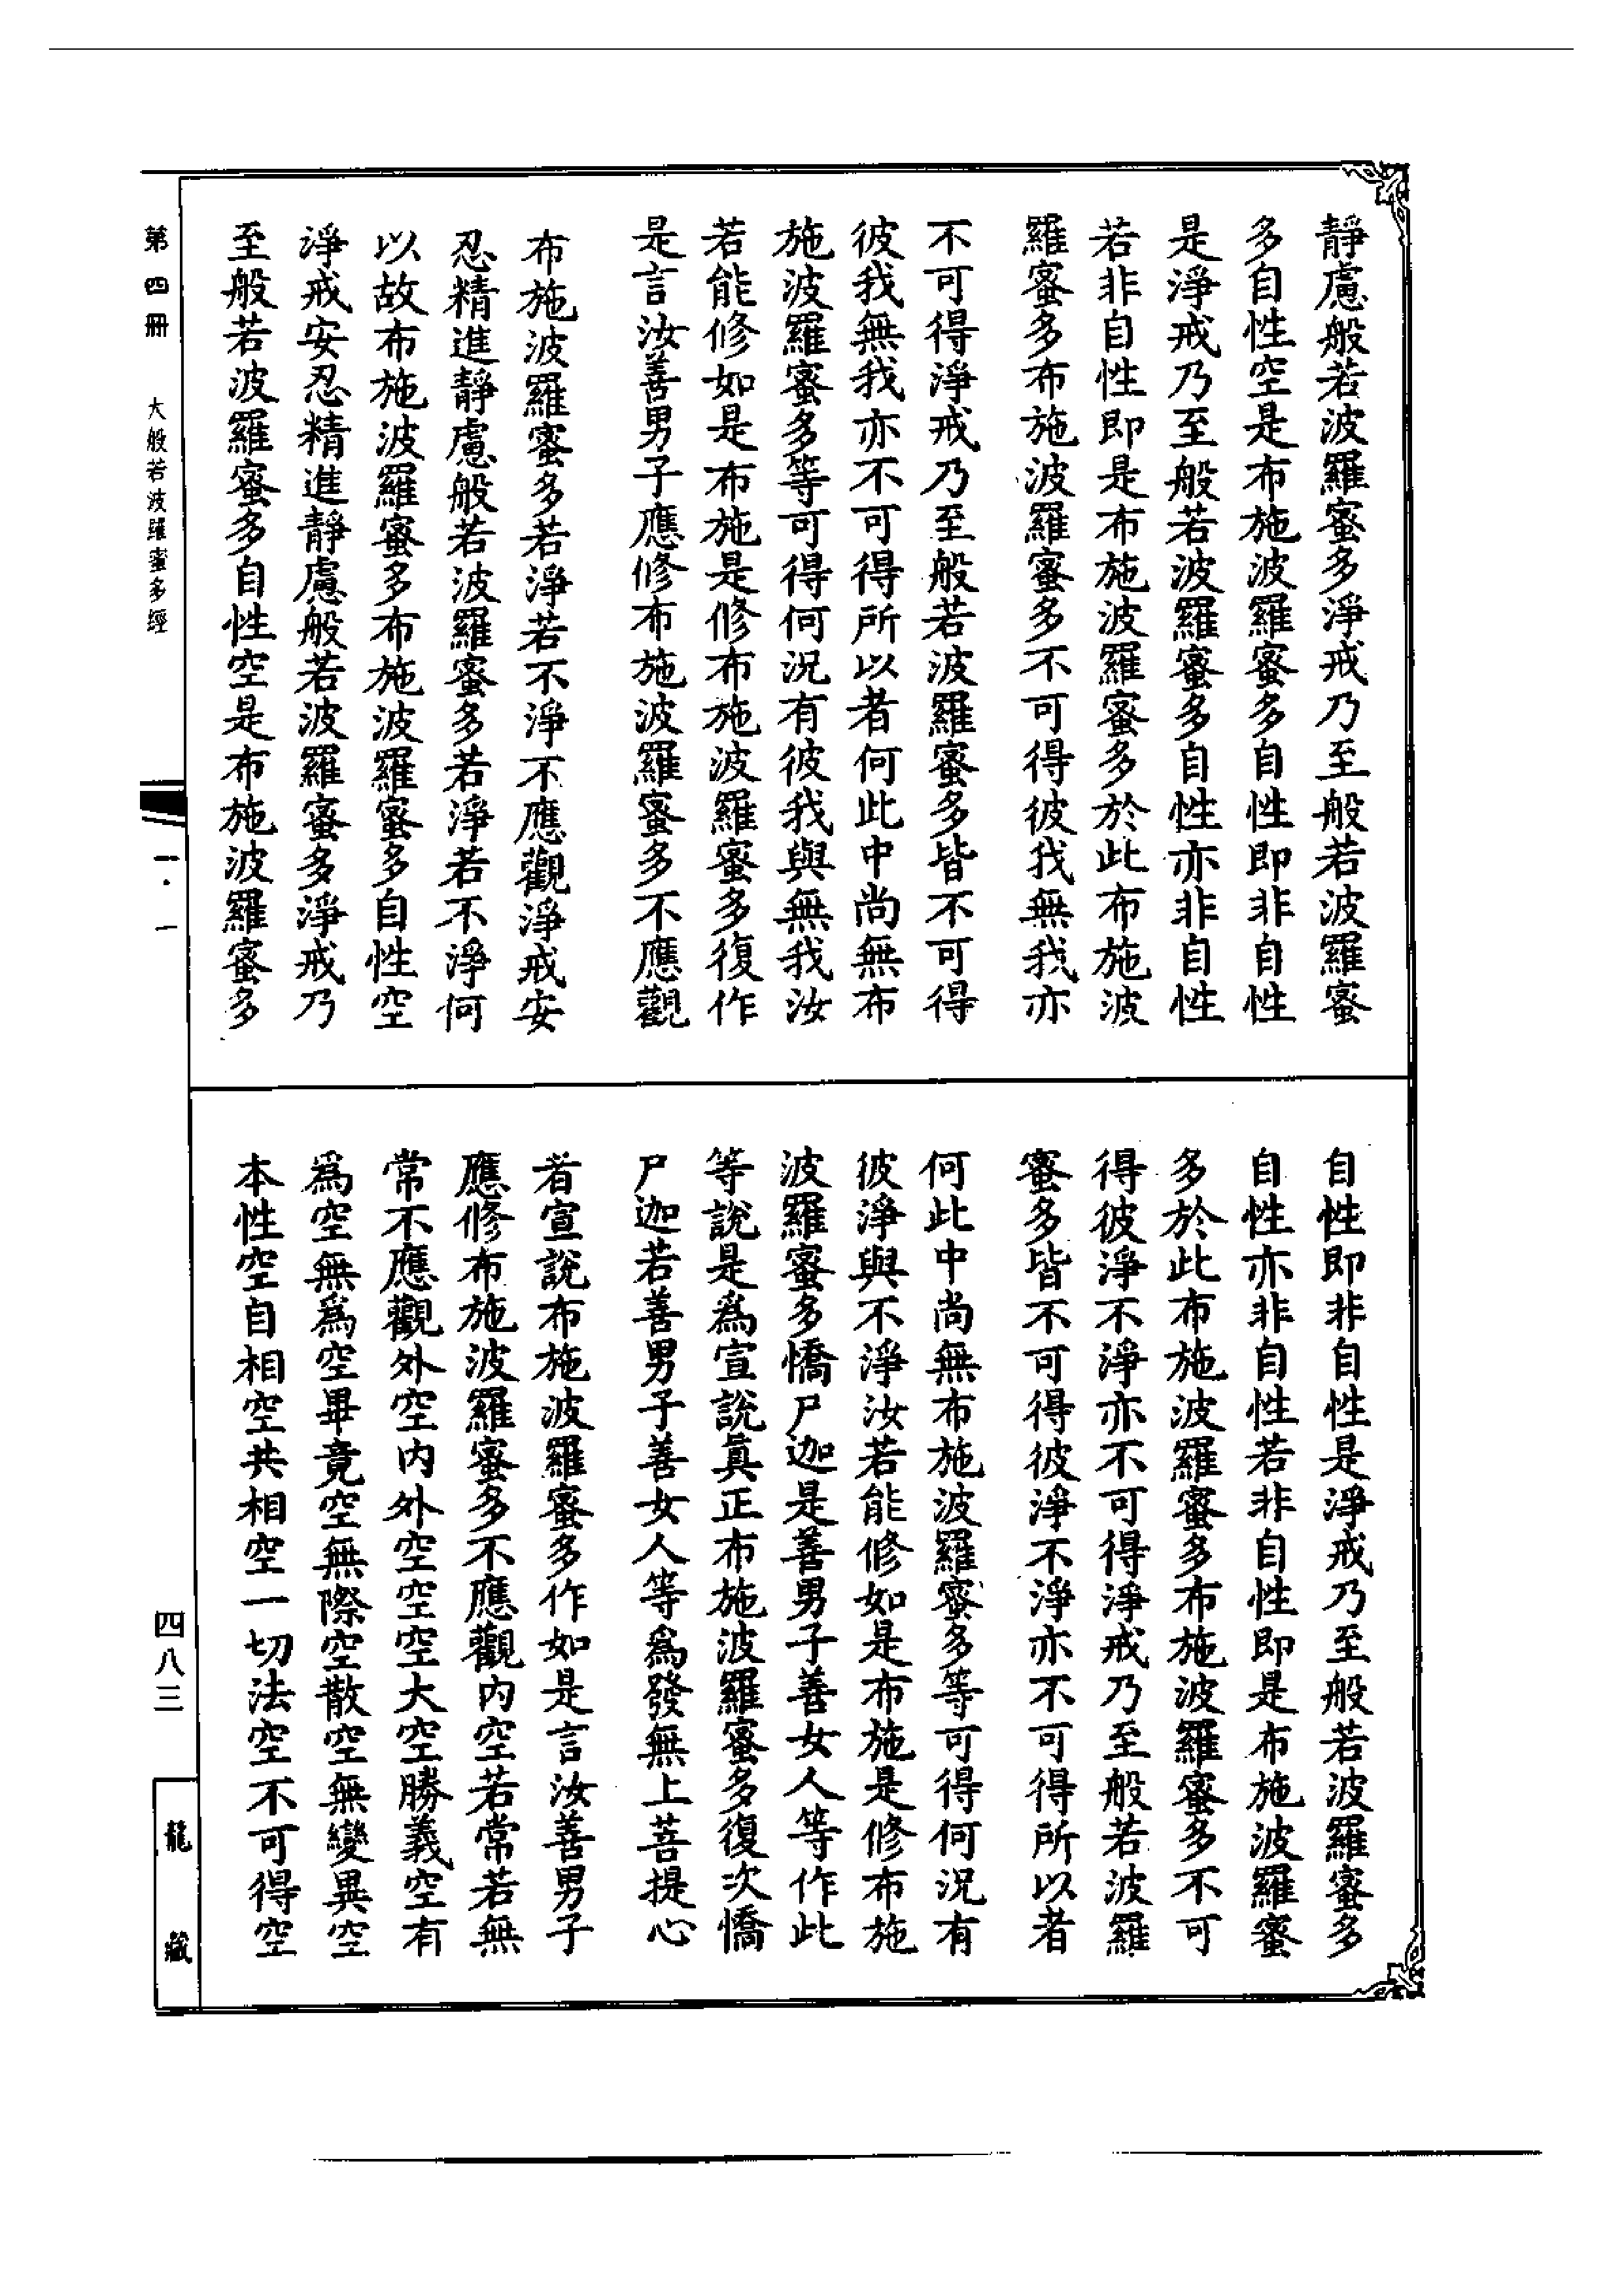 靜慮般若波羅蜜多淨戒乃至般若波羅蜜
多自性空是布施波羅蜜多自性即非自性
是淨戒乃至般若波羅蜜多自性亦非自性
若非自性即是布施波羅蜜多於此布施波
羅蜜多布施波羅蜜多不可得彼我無我亦
不可得淨戒乃至般若波羅蜜多皆不可得
彼我無我亦不可得所以者何此中尚無布
施波羅蜜多等可得何況有彼我與無我汝
若能修如是布施是修布施波羅蜜多復作
是言汝善男子應修布施波羅蜜多不應觀
布施波羅蜜多若淨若不淨不應觀淨戒安
忍精進靜慮般若波羅蜜多若淨若不淨何
以故布施波羅蜜多布施波羅蜜多自性空
淨戒安忍精進靜慮般若波羅蜜多淨戒乃
至般若波羅蜜多自性空是布施波羅蜜多
自性即非自性是淨戒乃至般若波羅蜜多
自性亦非自性若非自性即是布施波羅蜜
多於此布施波羅蜜多布施波羅蜜多不可
得彼淨不淨亦不可得淨戒乃至般若波羅
蜜多皆不可得彼淨不淨亦不可得所以者
何此中尚無布施波羅蜜多等可得何況有
彼淨與不淨汝若能修如是布施是修布施
波羅蜜多憍尸迦是善男子善女人等作此
等說是為宣說真正布施波羅蜜多復次憍
尸迦若善男子善女人等為發無上菩提心
者宣說布施波羅蜜多作如是言汝善男子
應修布施波羅蜜多不應觀內空若常若無
常不應觀外空內外空空空大空勝義空有
為空無為空畢竟空無際空散空無變異空
本性空自相空共相空一切法空不可得空
第四冊 大般若波羅蜜多經
一·一
四八三
龍藏